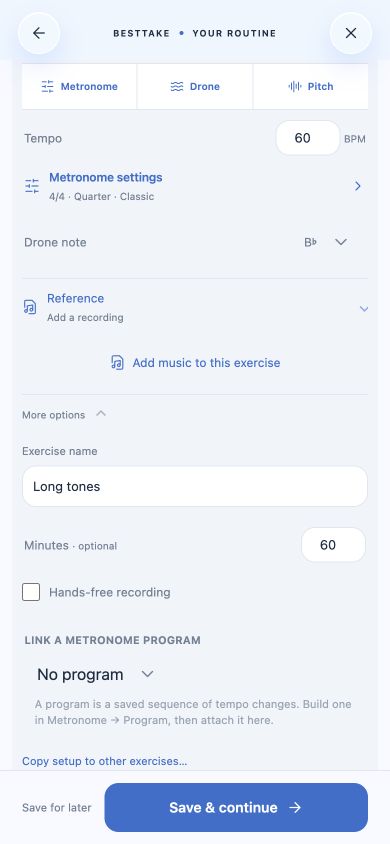 BESTTAKE • YOUR ROUTINE
Metronome
Drone
Pitch
Tempo
60 BPM
Metronome settings
4/4 · Quarter · Classic
Drone note
B♭
Reference
Add a recording
Add music to this exercise
More options
Exercise name
Long tones
Minutes · optional
60
Hands-free recording
LINK A METRONOME PROGRAM
No program
A program is a saved sequence of tempo changes. Build one
in Metronome → Program, then attach it here.
Copy setup to other exercises...
Save for later
Save & continue →